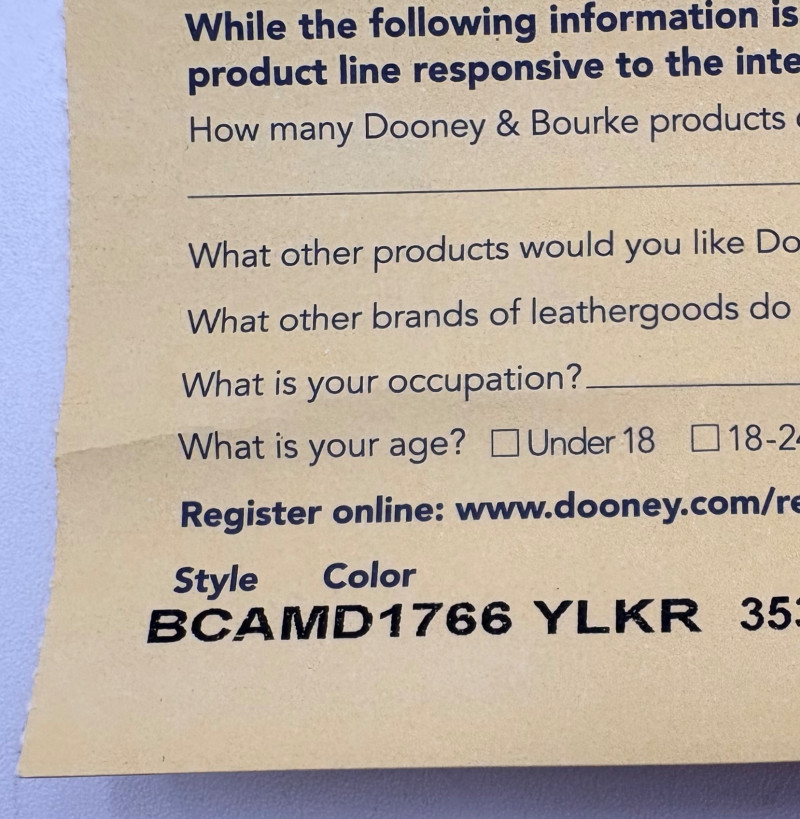 While the following information is
product line responsive to the inte
How many Dooney & Bourke products
What other products would you like Do
What other brands of leathergoods do
What is your occupation?
What is your age? ☐ Under 18 ☐ 18-24
Register online: www.dooney.com/re
Style Color
BCAMD1766 YLKR 353